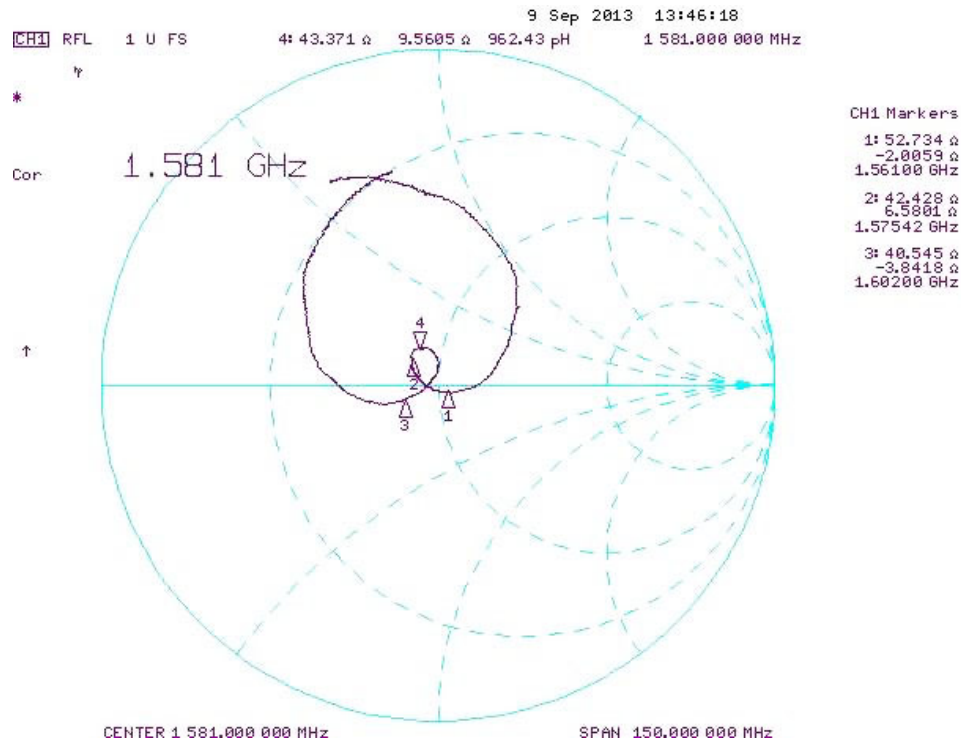 9 Sep 2013 13:46:18
CH1 RFL 1 U FS 4: 43.371 Ω 9.5605 Ω 962.43 pH 1 581.000 000 MHz
*
CH1 Markers
1: 52.734 Ω
-2.0059 Ω
1.56100 GHz
Cor
1.581 GHz
2: 42.428 Ω
6.5801 Ω
1.57542 GHz
3: 40.545 Ω
-3.8418 Ω
1.60200 GHz
↑
4
2
3
1
CENTER 1 581.000 000 MHz SPAN 150.000 000 MHz